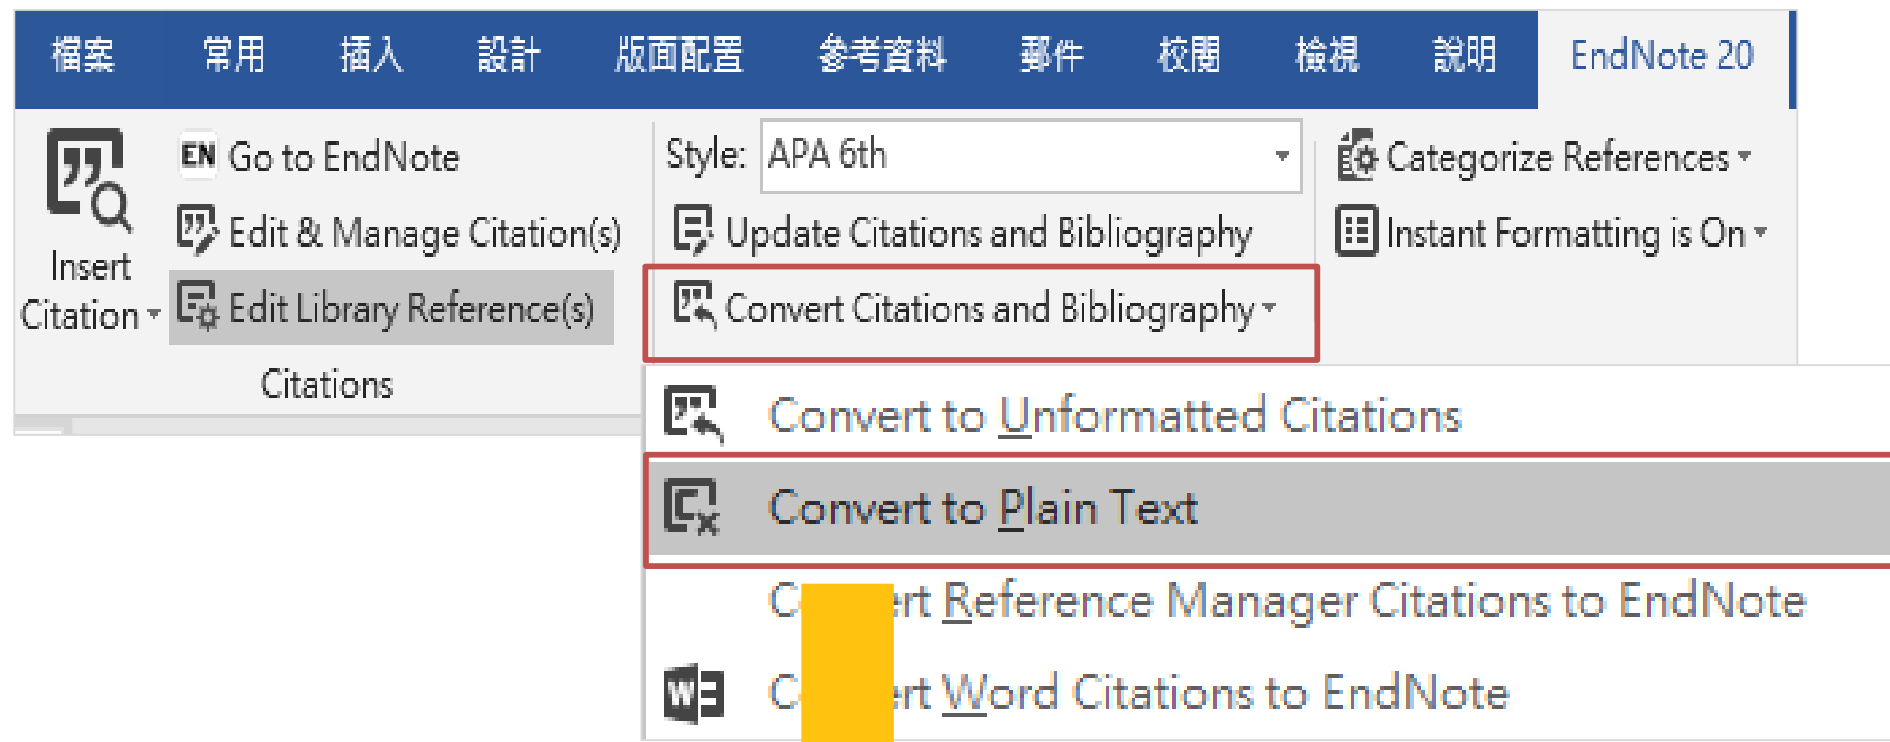 檔案 常用 插入 設計 版面配置 參考資料 郵件 校閱 檢視 說明 EndNote 20
Insert Citation
EN Go to EndNote
Edit & Manage Citation(s)
Edit Library Reference(s)
Citations
Style: APA 6th
Update Citations and Bibliography
Convert Citations and Bibliography
Categorize References
Instant Formatting is On
Convert to Unformatted Citations
Convert to Plain Text
Reference Manager Citations to EndNote
Word Citations to EndNote